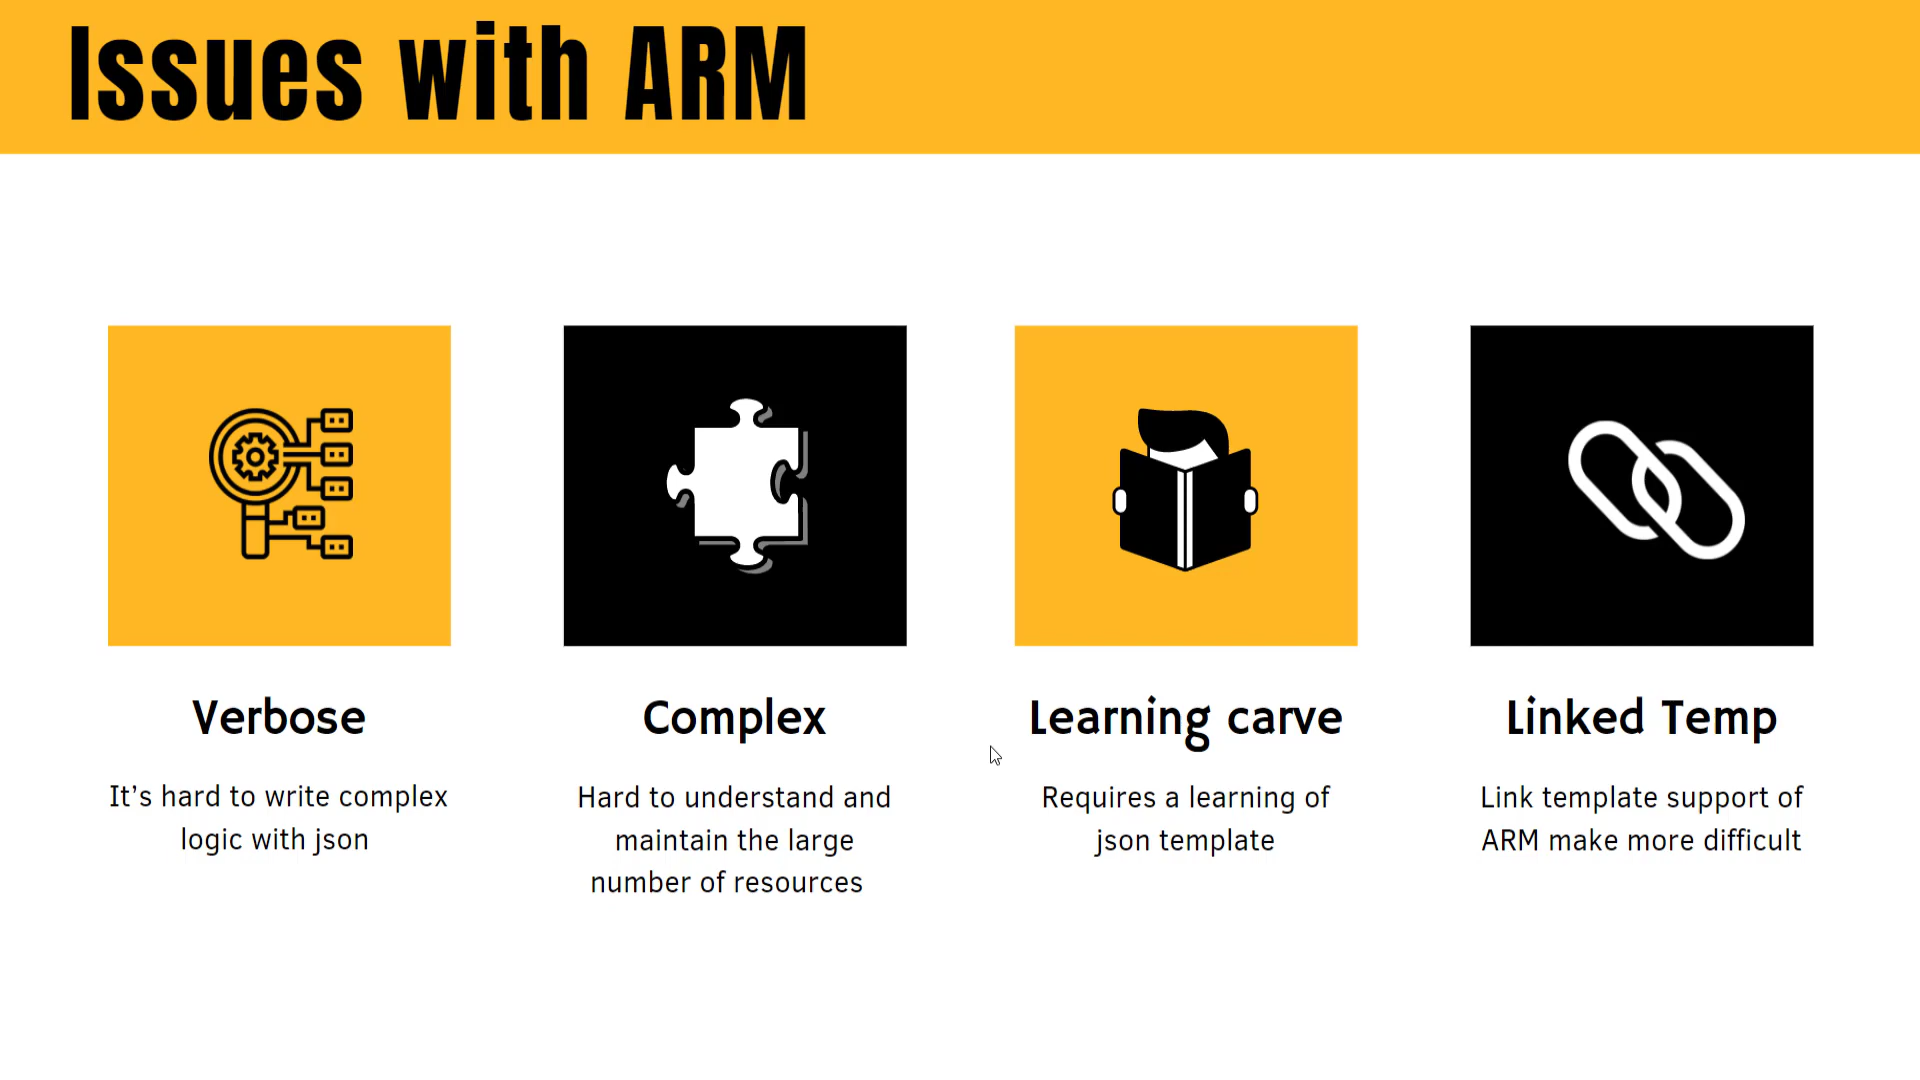 Issues with ARM
Verbose
It’s hard to write complex
logic with json
Complex
Hard to understand and
maintain the large
number of resources
Learning carve
Requires a learning of
json template
Linked Temp
Link template support of
ARM make more difficult